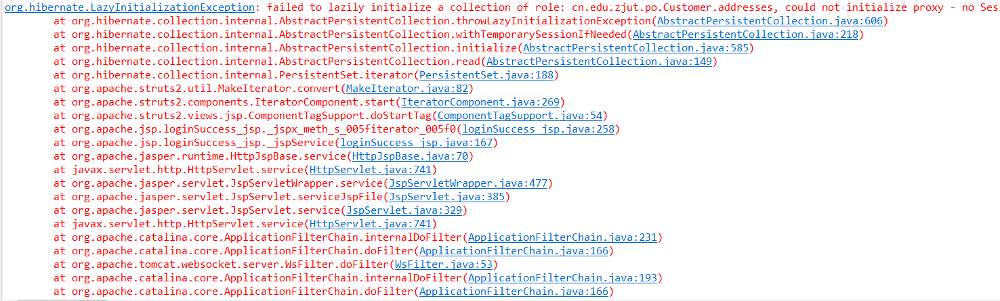 org.hibernate.LazyInitializationException: failed to lazily initialize a collection of role: cn.edu.zjut.po.Customer.addresses, could not initialize proxy - no Ses
at org.hibernate.collection.internal.AbstractPersistentCollection.throwLazyInitializationException(AbstractPersistentCollection.java:606)
at org.hibernate.collection.internal.AbstractPersistentCollection.withTemporarySessionIfNeeded(AbstractPersistentCollection.java:218)
at org.hibernate.collection.internal.AbstractPersistentCollection.initialize(AbstractPersistentCollection.java:585)
at org.hibernate.collection.internal.AbstractPersistentCollection.read(AbstractPersistentCollection.java:149)
at org.hibernate.collection.internal.PersistentSet.iterator(PersistentSet.java:188)
at org.apache.struts2.util.MakeIterator.convert(MakeIterator.java:82)
at org.apache.struts2.components.IteratorComponent.start(IteratorComponent.java:269)
at org.apache.struts2.views.jsp.ComponentTagSupport.doStartTag(ComponentTagSupport.java:54)
at org.apache.jsp.loginSuccess_jsp._jspx_meth_s_005fiterator_005f0(loginSuccess_jsp.java:258)
at org.apache.jsp.loginSuccess_jsp._jspService(loginSuccess_jsp.java:167)
at org.apache.jasper.runtime.HttpJspBase.service(HttpJspBase.java:70)
at javax.servlet.http.HttpServlet.service(HttpServlet.java:741)
at org.apache.jasper.servlet.JspServletWrapper.service(JspServletWrapper.java:477)
at org.apache.jasper.servlet.JspServlet.serviceJspFile(JspServlet.java:385)
at org.apache.jasper.servlet.JspServlet.service(JspServlet.java:329)
at javax.servlet.http.HttpServlet.service(HttpServlet.java:741)
at org.apache.catalina.core.ApplicationFilterChain.internalDoFilter(ApplicationFilterChain.java:231)
at org.apache.catalina.core.ApplicationFilterChain.doFilter(ApplicationFilterChain.java:166)
at org.apache.tomcat.websocket.server.WsFilter.doFilter(WsFilter.java:53)
at org.apache.catalina.core.ApplicationFilterChain.internalDoFilter(ApplicationFilterChain.java:193)
at org.apache.catalina.core.ApplicationFilterChain.doFilter(ApplicationFilterChain.java:166)